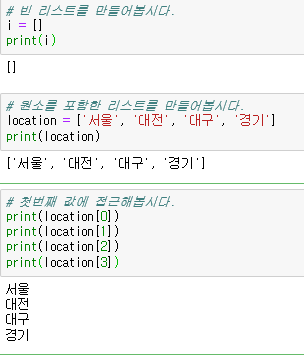 # 빈 리스트를 만들어봅시다.
i = []
print(i)
[]
# 원소를 포함한 리스트를 만들어봅시다.
location = ['서울', '대전', '대구', '경기']
print(location)
['서울', '대전', '대구', '경기']
# 첫번째 값에 접근해봅시다.
print(location[0])
print(location[1])
print(location[2])
print(location[3])
서울
대전
대구
경기